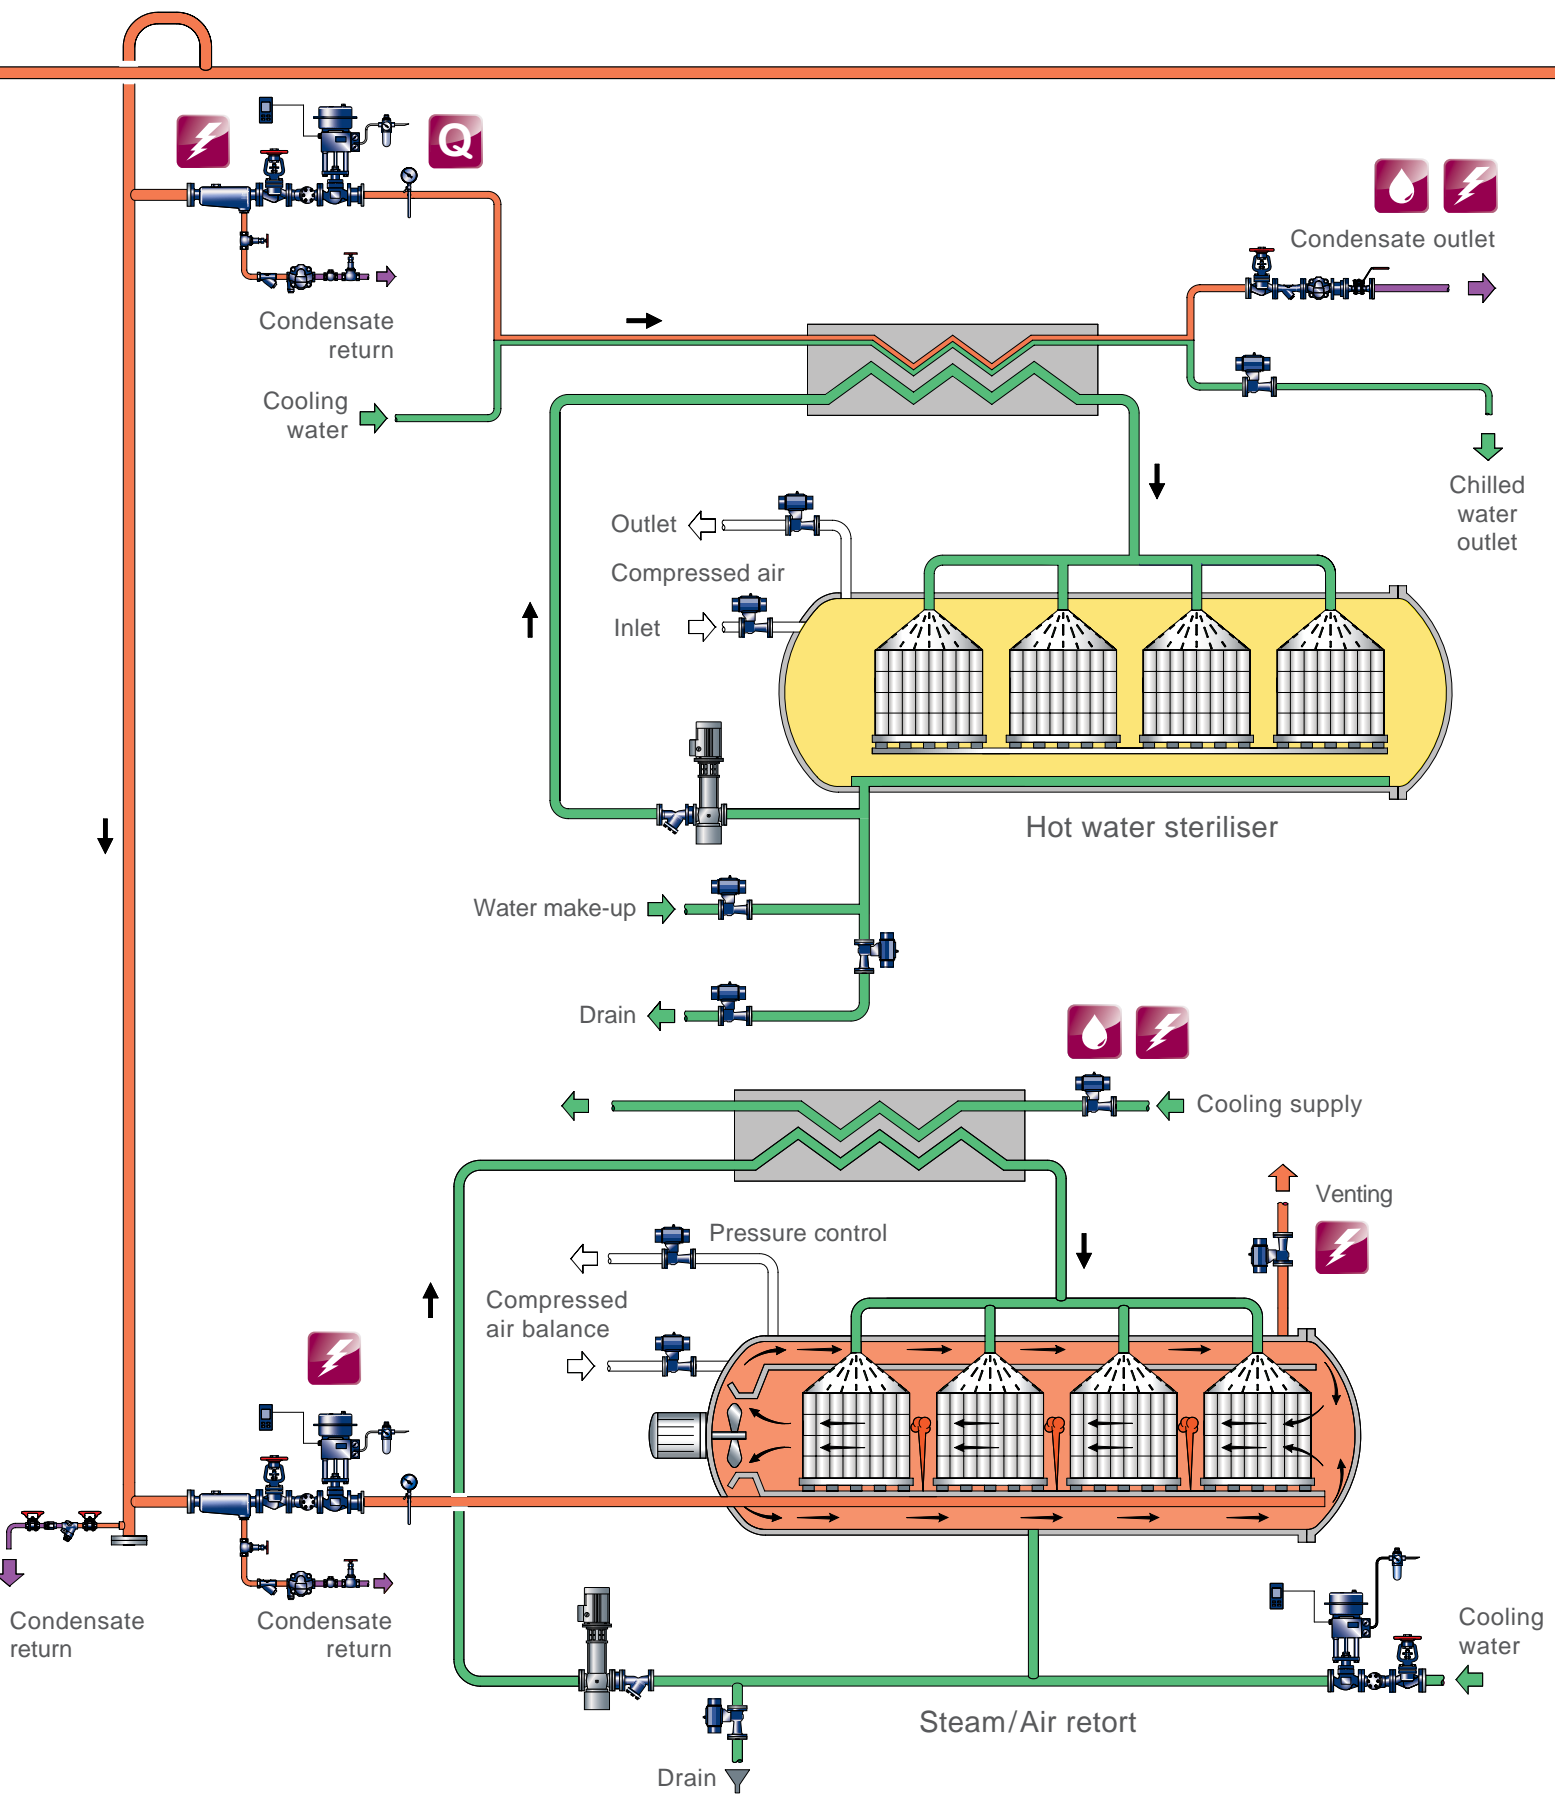 Q
Condensate outlet
Condensate
return
Cooling
water
Chilled
water
outlet
Outlet
Compressed air
Inlet
Hot water steriliser
Water make-up
Drain
Cooling supply
Venting
Pressure control
Compressed
air balance
Condensate
return
Condensate
return
Cooling
water
Steam/Air retort
Drain